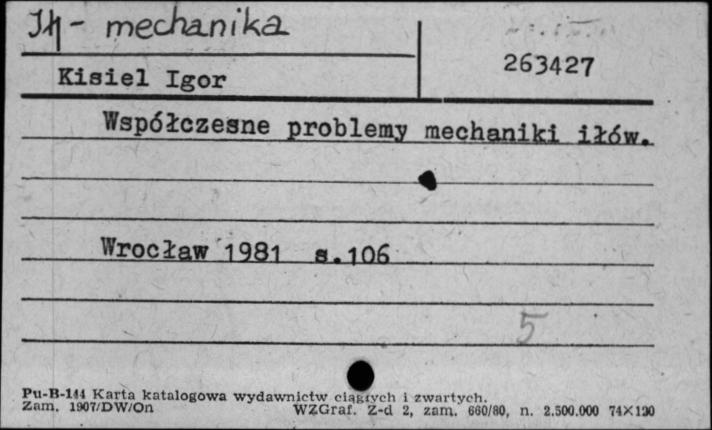 Ił - mechanika
263427
Kisiel Igor
Współczesne problemy mechaniki iłów.
Wrocław 1981 s.106
5
Pu-B-144 Karta katalogowa wydawnictw ciągłych i zwartych.
Zam. 1907/DW/On WZGraf. Z-d 2, zam. 660/80, n. 2.500.000 74×120